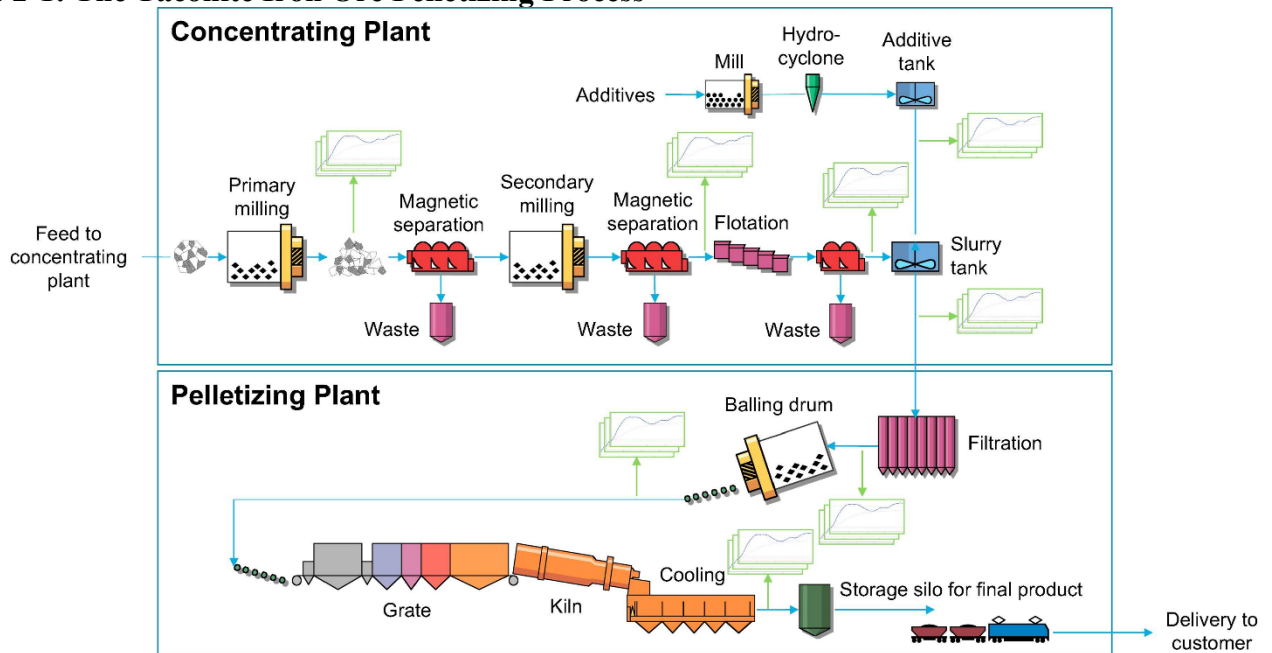 Concentrating Plant
Additives
Mill
Hydro-
cyclone
Additive
tank
Feed to
concentrating
plant
Primary
milling
Magnetic
separation
Secondary
milling
Magnetic
separation
Flotation
Slurry
tank
Waste
Waste
Waste
Pelletizing Plant
Balling drum
Filtration
Grate
Kiln
Cooling
Storage silo for final product
Delivery to
customer